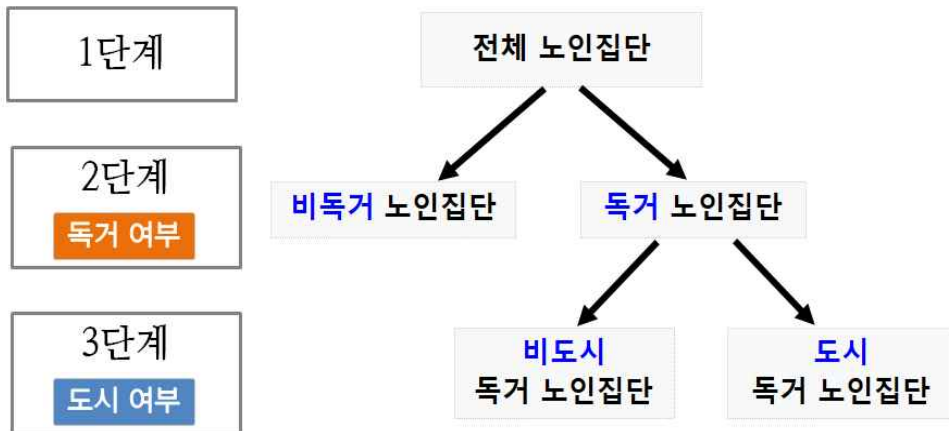 1단계
전체 노인집단
2단계
독거 여부
비독거 노인집단
독거 노인집단
3단계
도시 여부
비도시
독거 노인집단
도시
독거 노인집단